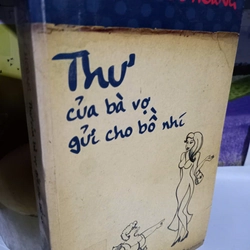 Thư
của bà vợ
gửi cho bồ nhí